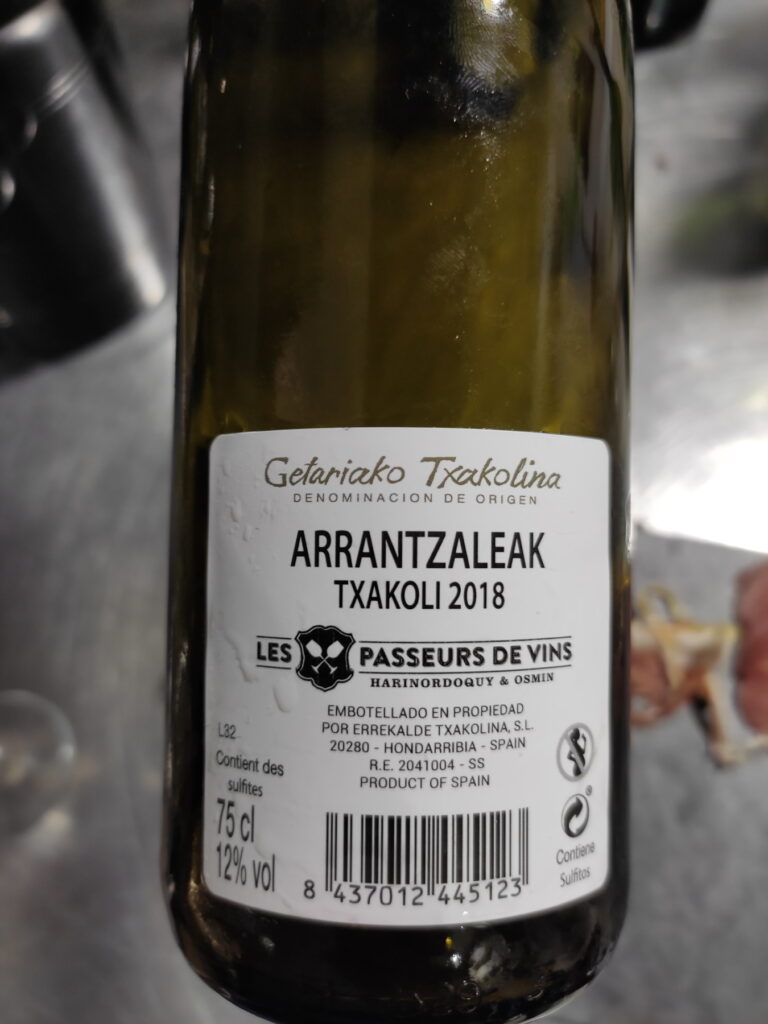 Getariako Txakolina
DENOMINACION DE ORIGEN
ARRANTZALEAK
TXAKOLI 2018
LES PASSEURS DE VINS
HARINORDOQUY & OSMIN
EMBOTELLADO EN PROPIEDAD
POR ERREKALDE TXAKOLINA, S.L.
20280 - HONDARRIBIA - SPAIN
R.E. 2041004 - SS
PRODUCT OF SPAIN
L32
Contient des
sulfites
75 cl
12% vol
8 437012 445123
®
Contiene
Sulfitos